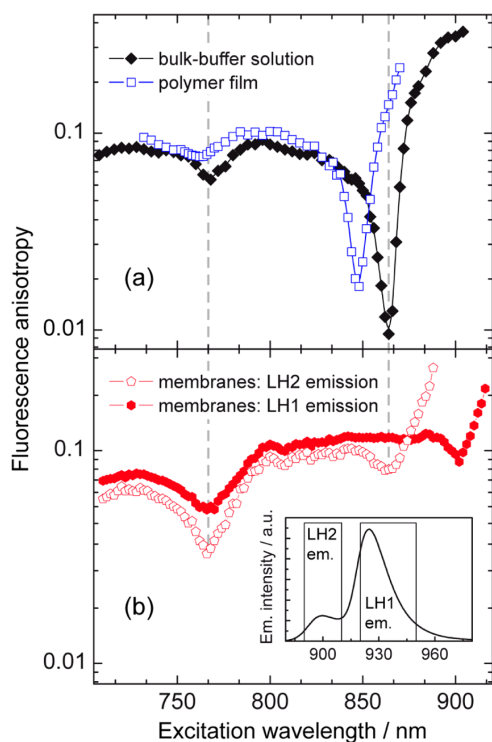 bulk-buffer solution
polymer film
0.1
(a)
0.01
Fluorescence anisotropy
membranes: LH2 emission
membranes: LH1 emission
0.1
(b)
0.01
Em. intensity / a.u.
LH2
em.
LH1
em.
900 930 960
750 800 850 900
Excitation wavelength / nm